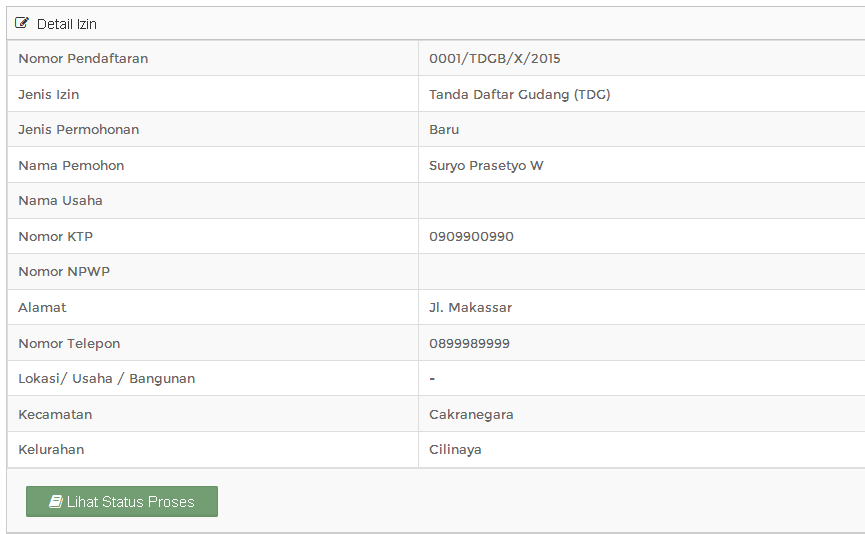 Detail Izin
Nomor Pendaftaran 0001/TDGB/X/2015
Jenis Izin Tanda Daftar Gudang (TDG)
Jenis Permohonan Baru
Nama Pemohon Suryo Prasetyo W
Nama Usaha
Nomor KTP 0909900990
Nomor NPWP
Alamat Jl. Makassar
Nomor Telepon 0899989999
Lokasi/ Usaha / Bangunan -
Kecamatan Cakranegara
Kelurahan Cilinaya
Lihat Status Proses